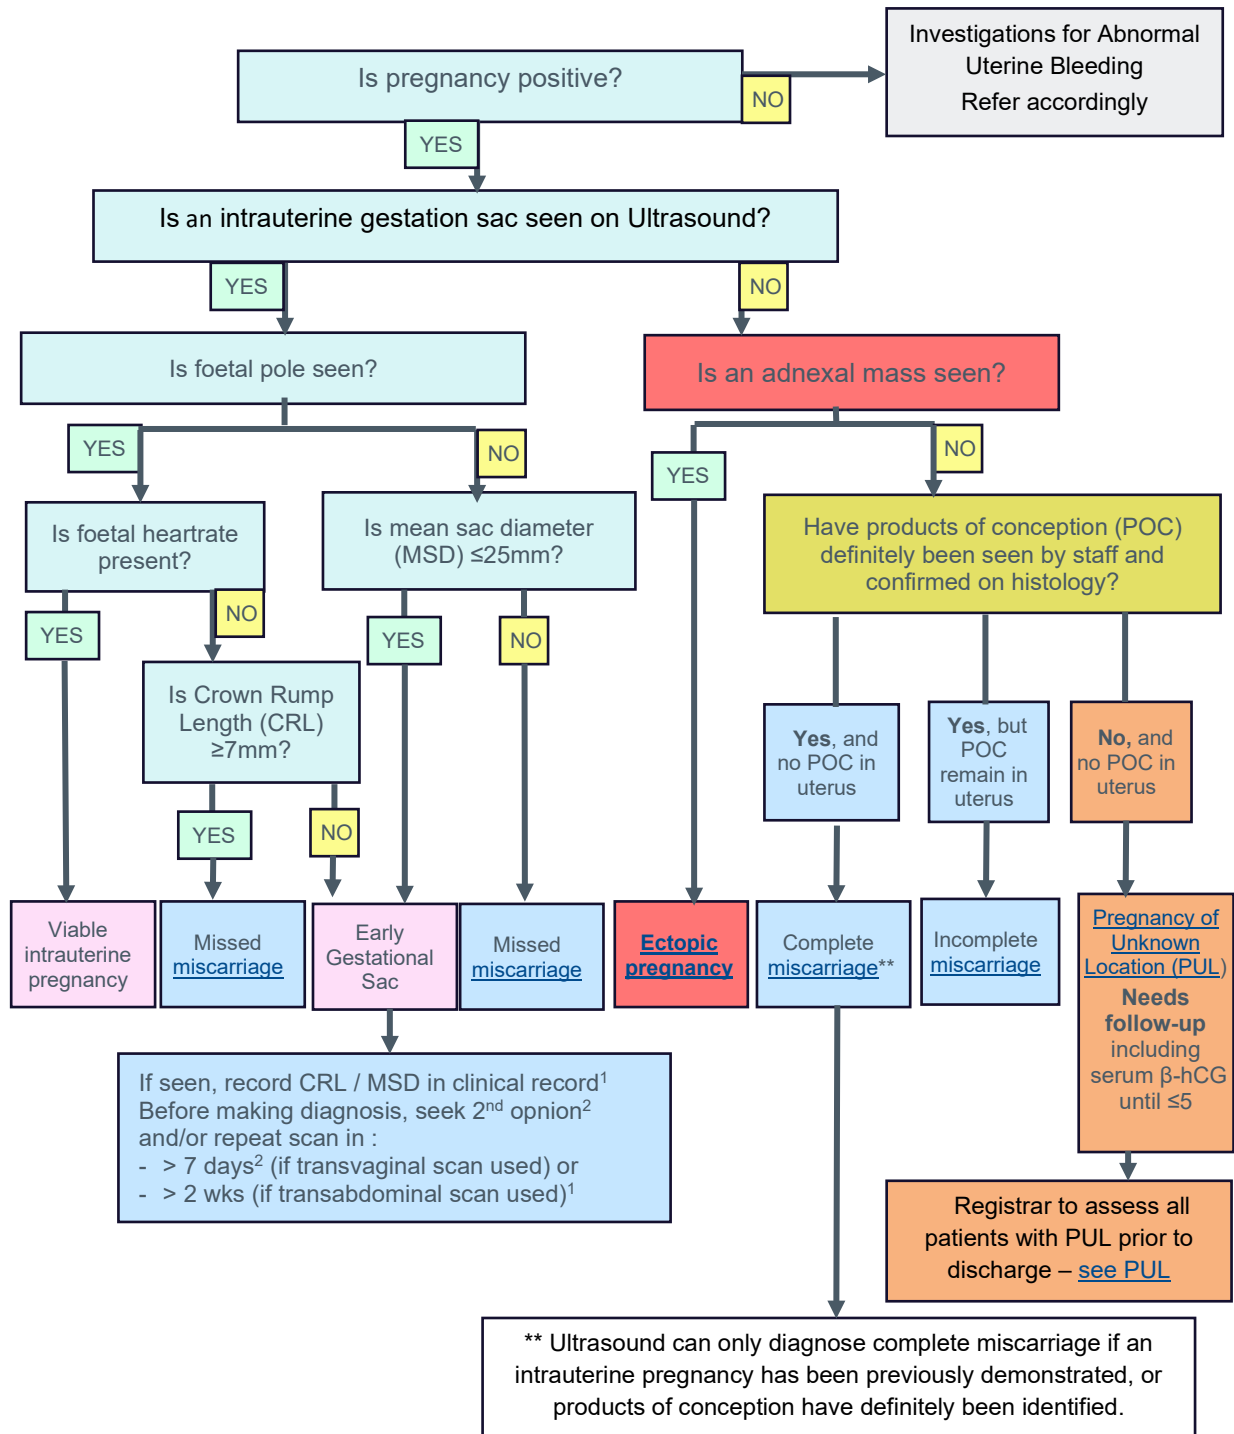 Is pregnancy positive?
NO
Investigations for Abnormal
Uterine Bleeding
Refer accordingly
YES
Is an intrauterine gestation sac seen on Ultrasound?
YES
NO
Is foetal pole seen?
Is an adnexal mass seen?
YES
NO
YES
NO
Is foetal heartrate
present?
Is mean sac diameter
(MSD) ≤25mm?
Have products of conception (POC)
definitely been seen by staff and
confirmed on histology?
YES
NO
YES
NO
Is Crown Rump
Length (CRL)
≥7mm?
Yes, and
no POC in
uterus
Yes, but
POC
remain in
uterus
No, and
no POC in
uterus
YES
NO
Viable
intrauterine
pregnancy
Missed
miscarriage
Early
Gestational
Sac
Missed
miscarriage
Ectopic
pregnancy
Complete
miscarriage**
Incomplete
miscarriage
Pregnancy of
Unknown
Location (PUL)
Needs
follow-up
including
serum β-hCG
until ≤5
If seen, record CRL / MSD in clinical record1
Before making diagnosis, seek 2nd opnion2
and/or repeat scan in :
- > 7 days2 (if transvaginal scan used) or
- > 2 wks (if transabdominal scan used)1
Registrar to assess all
patients with PUL prior to
discharge – see PUL
** Ultrasound can only diagnose complete miscarriage if an
intrauterine pregnancy has been previously demonstrated, or
products of conception have definitely been identified.